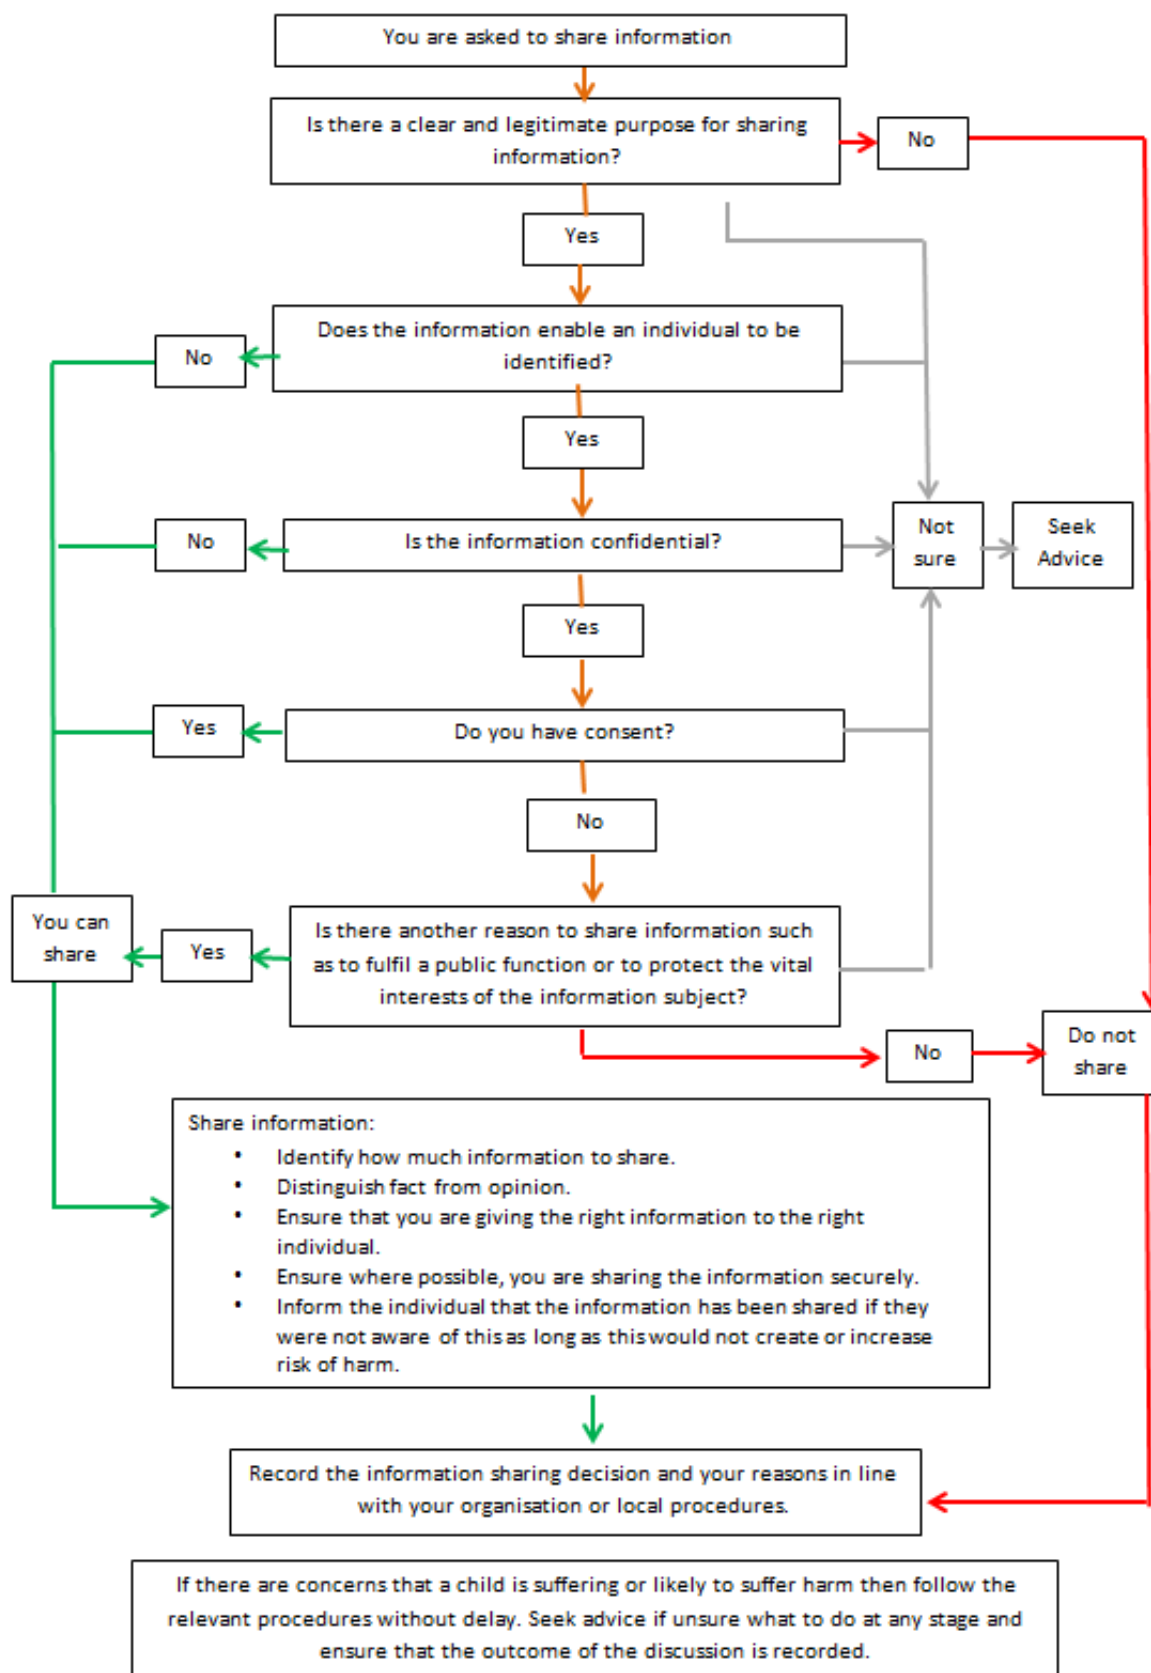 You are asked to share information
Is there a clear and legitimate purpose for sharing
information?
No
Yes
Does the information enable an individual to be
identified?
No
Yes
Is the information confidential?
No
Not
sure
Seek
Advice
Yes
Do you have consent?
Yes
No
Is there another reason to share information such
as to fulfil a public function or to protect the vital
interests of the information subject?
Yes
You can
share
No
Do not
share
Share information:
• Identify how much information to share.
• Distinguish fact from opinion.
• Ensure that you are giving the right information to the right
individual.
• Ensure where possible, you are sharing the information securely.
• Inform the individual that the information has been shared if they
were not aware of this as long as this would not create or increase
risk of harm.
Record the information sharing decision and your reasons in line
with your organisation or local procedures.
If there are concerns that a child is suffering or likely to suffer harm then follow the
relevant procedures without delay. Seek advice if unsure what to do at any stage and
ensure that the outcome of the discussion is recorded.